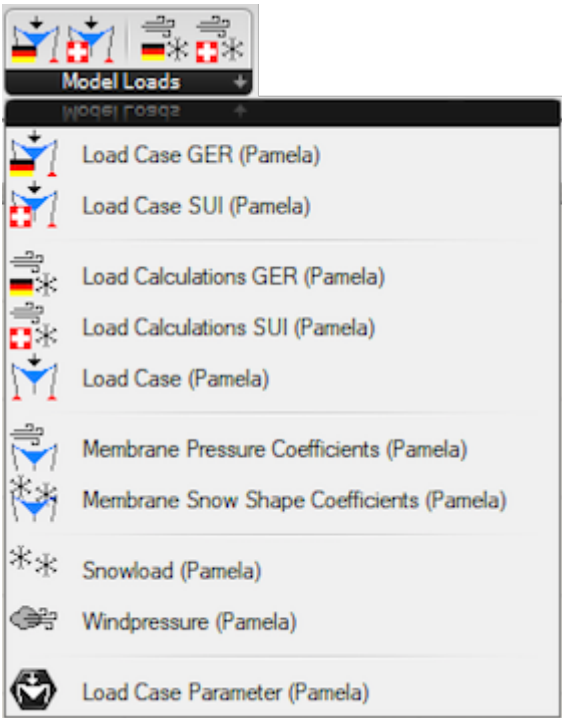 Model Loads
Model Loads
Load Case GER (Pamela)
Load Case SUI (Pamela)
Load Calculations GER (Pamela)
Load Calculations SUI (Pamela)
Load Case (Pamela)
Membrane Pressure Coefficients (Pamela)
Membrane Snow Shape Coefficients (Pamela)
Snowload (Pamela)
Windpressure (Pamela)
Load Case Parameter (Pamela)